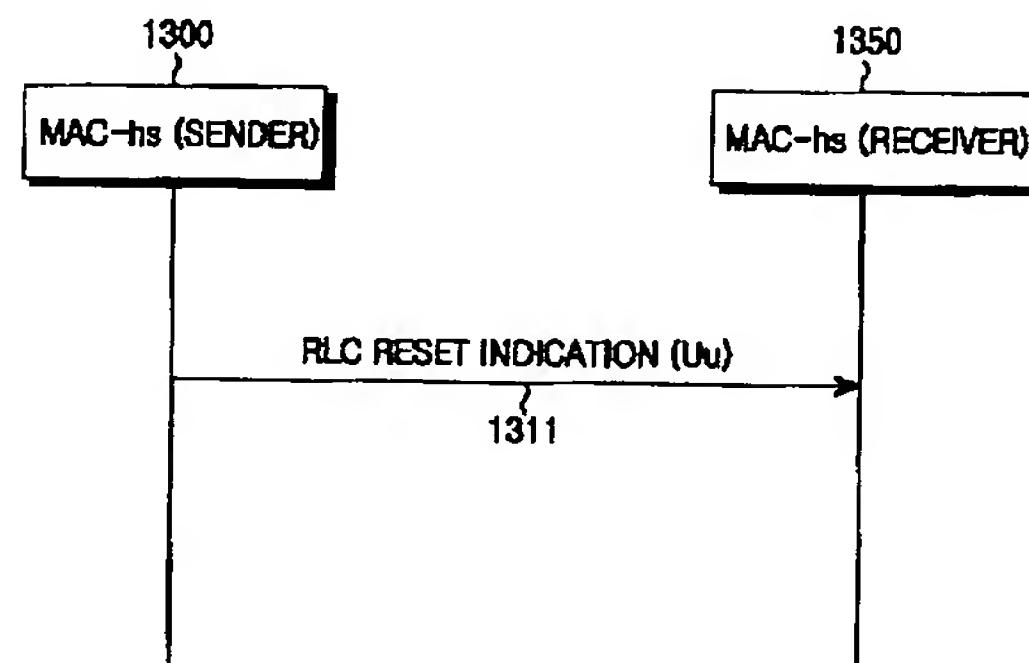 1300
1350
MAC-hs (SENDER)
MAC-hs (RECEIVER)
RLC RESET INDICATION (Uu)
1311